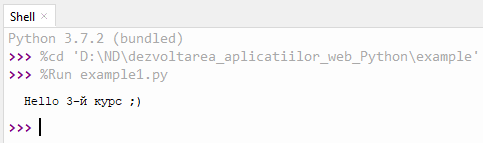 Shell ×
Python 3.7.2 (bundled)
>>> %cd 'D:\ND\dezvoltarea_aplicatiilor_web_Python\example'
>>> %Run example1.py
Hello 3-й курс ;)
>>>